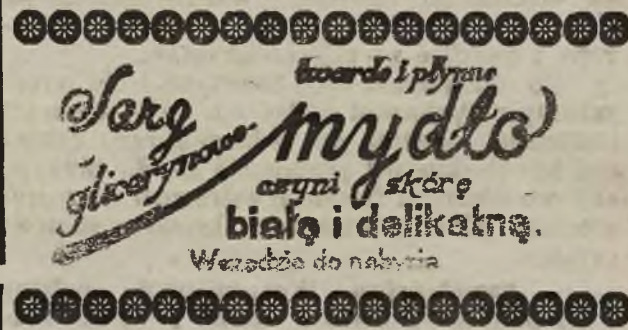 Sarg
glicerynowe
twarde i płynne
mydło
czyni skórę
białą i delikatną.
Wszędzie do nabycia